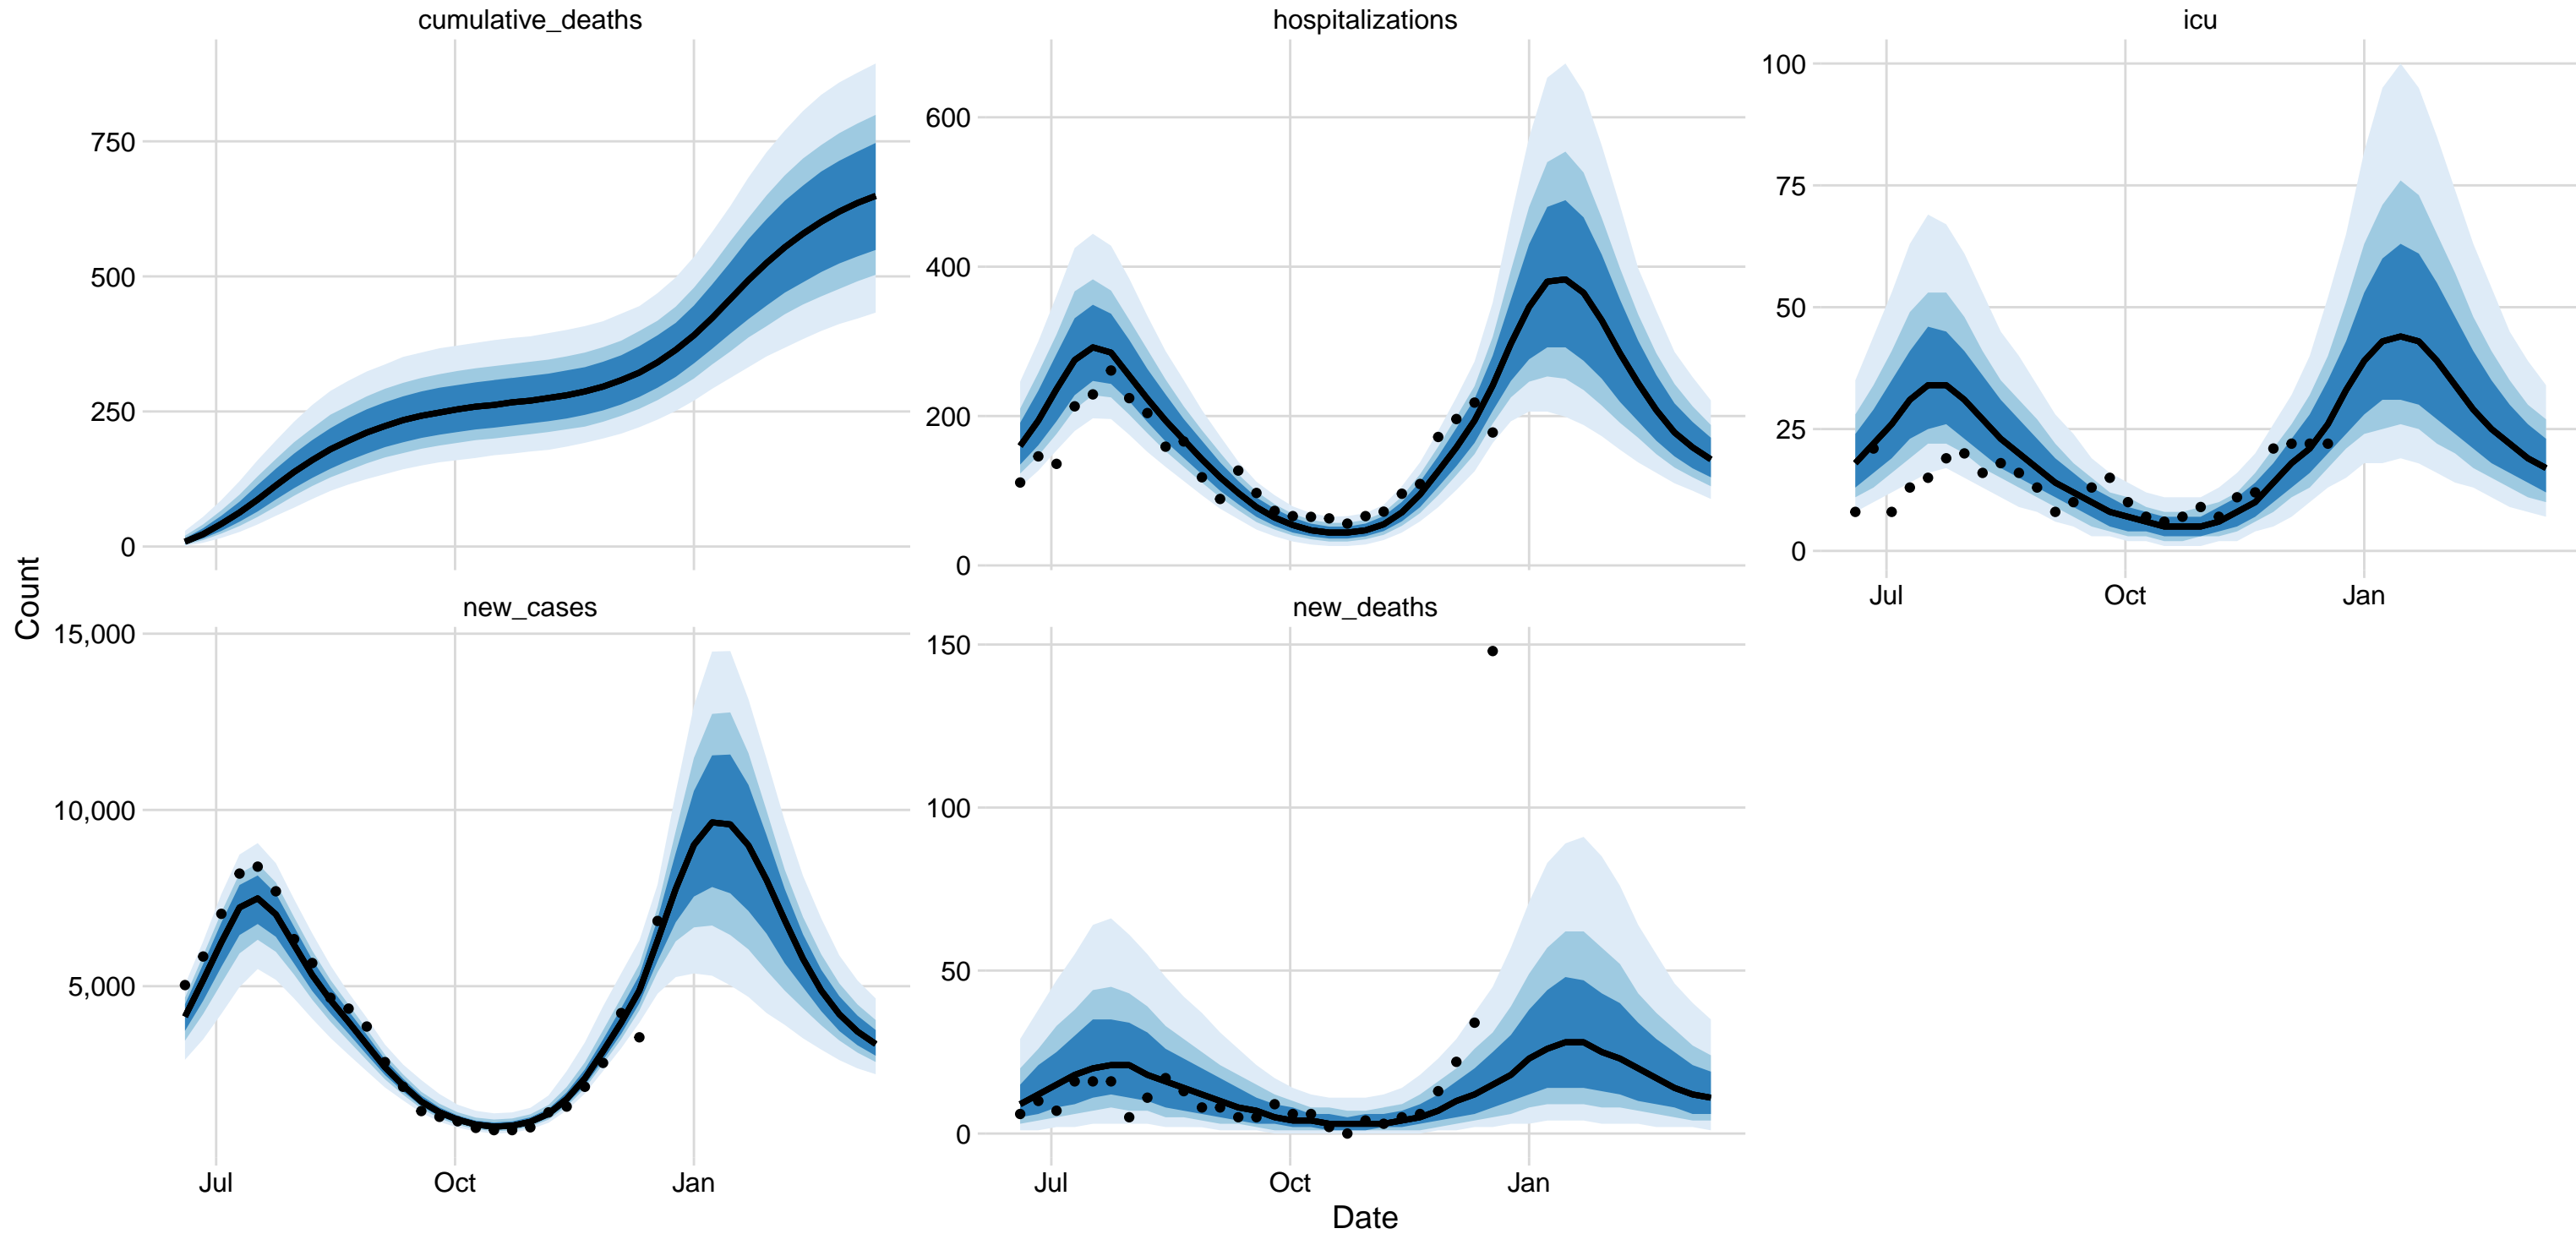 cumulative_deaths
hospitalizations
icu
750
500
250
0
600
400
200
0
100
75
50
25
0
Jul Oct Jan
Count
new_cases
new_deaths
15,000
10,000
5,000
150
100
50
0
Jul Oct Jan
Jul Oct Jan
Date